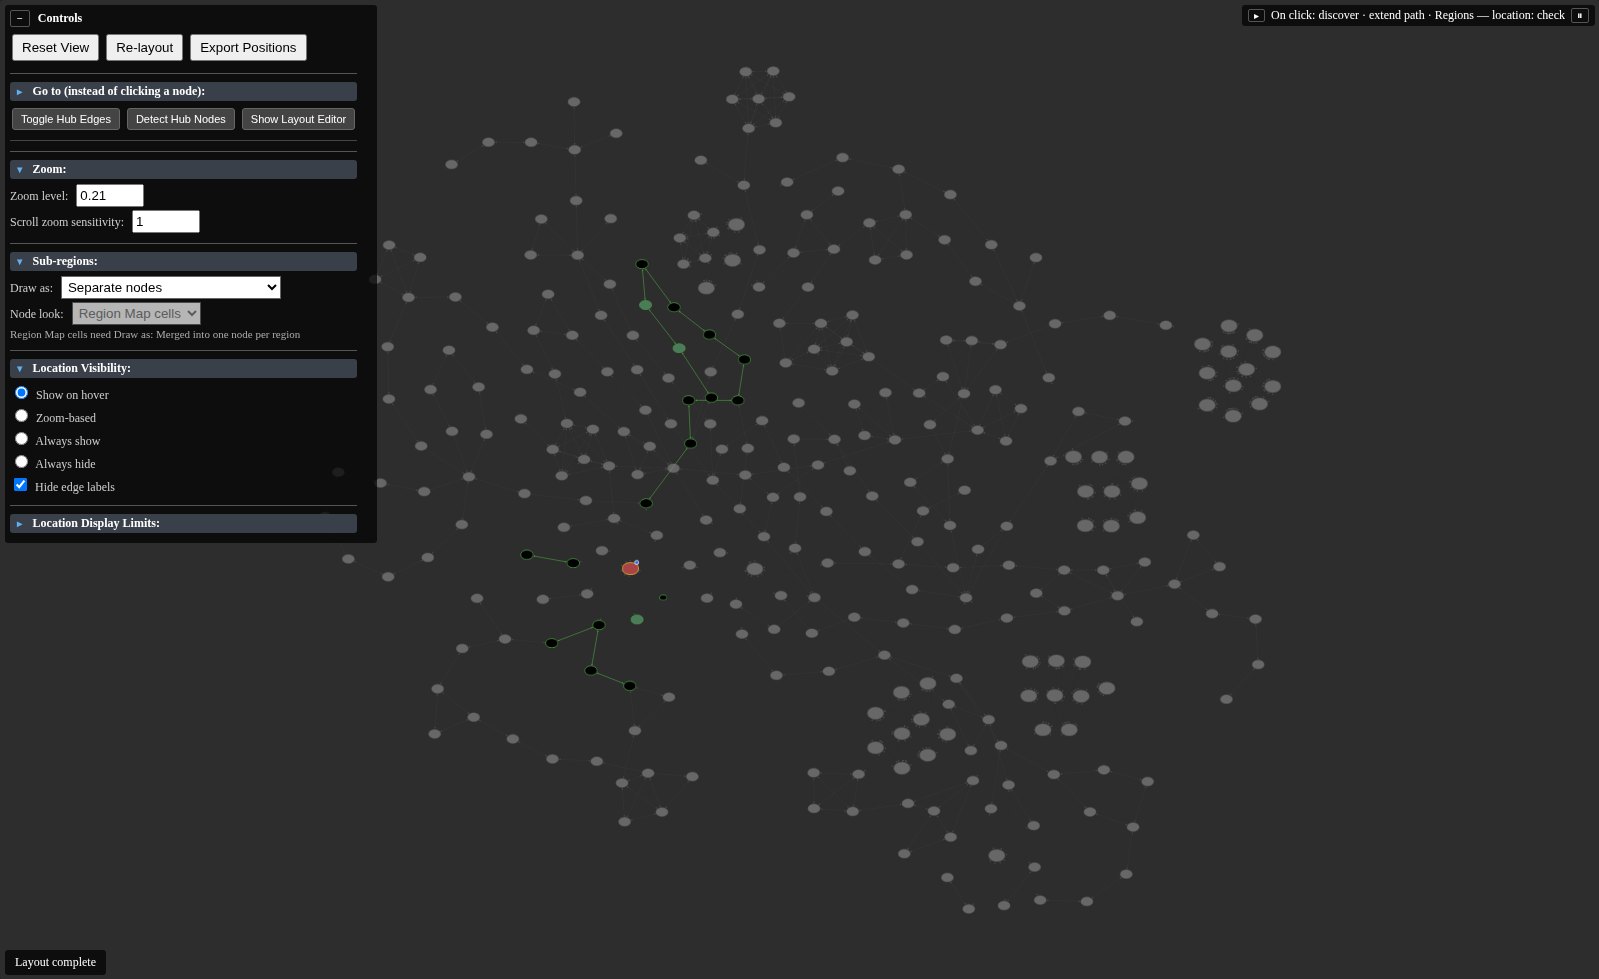 − Controls
Reset View Re-layout Export Positions
► Go to (instead of clicking a node):
Toggle Hub Edges Detect Hub Nodes Show Layout Editor
▼ Zoom:
Zoom level: 0.21
Scroll zoom sensitivity: 1
▼ Sub-regions:
Draw as: Separate nodes
Node look: Region Map cells
Region Map cells need Draw as: Merged into one node per region
▼ Location Visibility:
Show on hover
Zoom-based
Always show
Always hide
Hide edge labels
► Location Display Limits:
► On click: discover · extend path · Regions — location: check
Layout complete